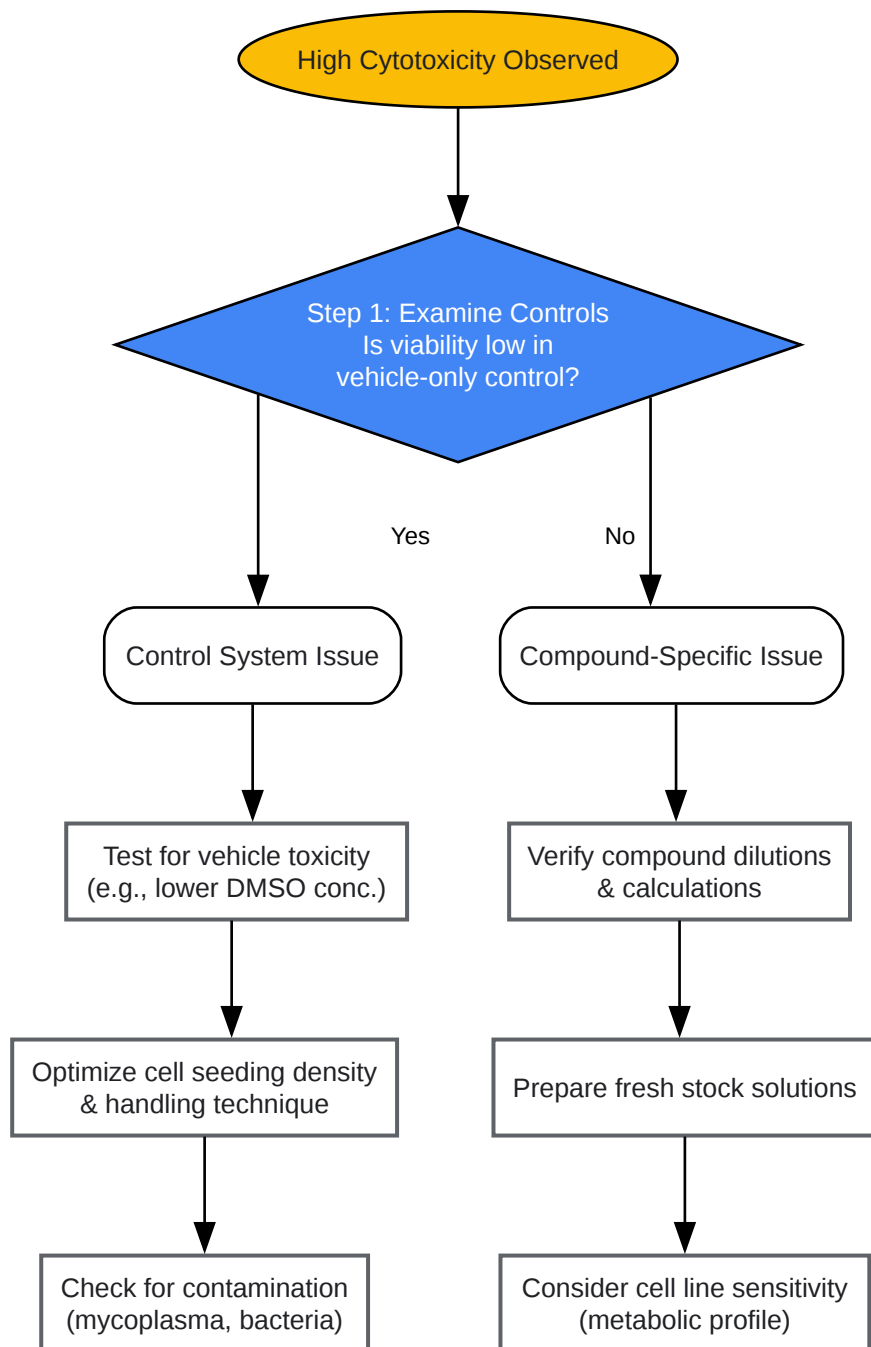 High Cytotoxicity Observed
Step 1: Examine Controls
Is viability low in
vehicle-only control?
Yes
No
Control System Issue
Compound-Specific Issue
Test for vehicle toxicity
(e.g., lower DMSO conc.)
Verify compound dilutions
& calculations
Optimize cell seeding density
& handling technique
Prepare fresh stock solutions
Check for contamination
(mycoplasma, bacteria)
Consider cell line sensitivity
(metabolic profile)